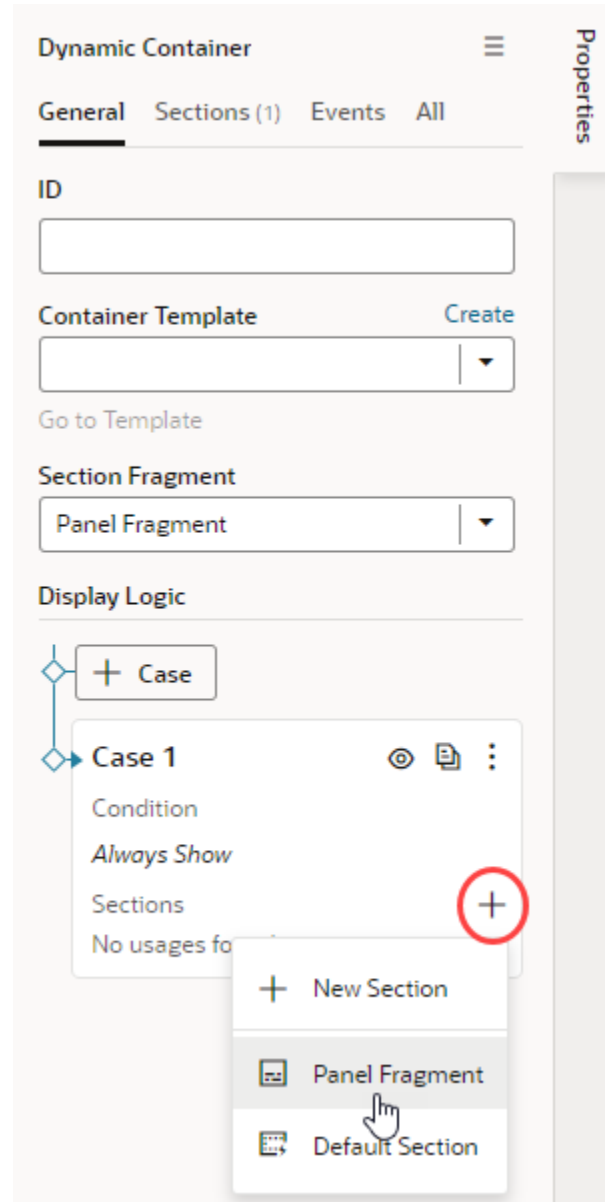 Dynamic Container
Properties
General Sections (1) Events All
ID
Container Template Create
Go to Template
Section Fragment
Panel Fragment
Display Logic
+ Case
Case 1
Condition
Always Show
Sections +
No usages fo
+ New Section
Panel Fragment
Default Section